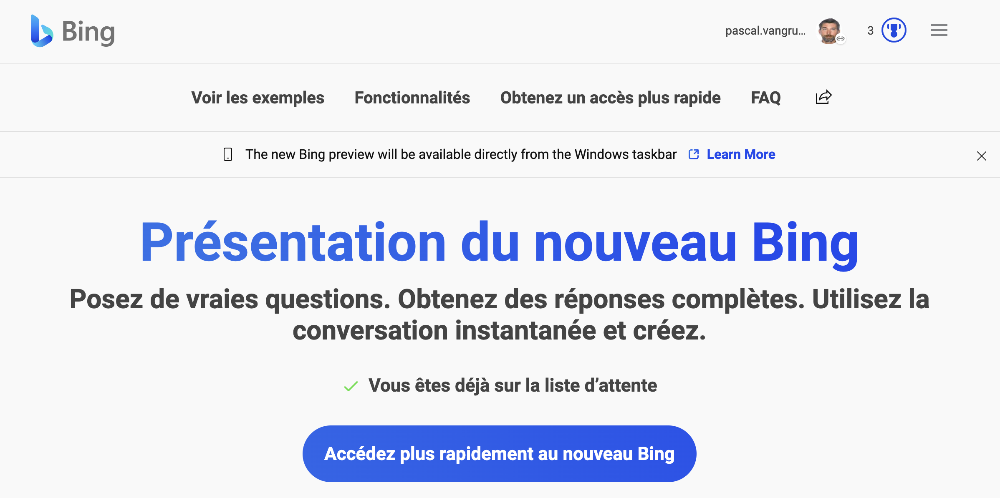 Bing
pascal.vangru...
3
Voir les exemples
Fonctionnalités
Obtenez un accès plus rapide
FAQ
The new Bing preview will be available directly from the Windows taskbar
Learn More
Présentation du nouveau Bing
Posez de vraies questions. Obtenez des réponses complètes. Utilisez la
conversation instantanée et créez.
Vous êtes déjà sur la liste d’attente
Accédez plus rapidement au nouveau Bing